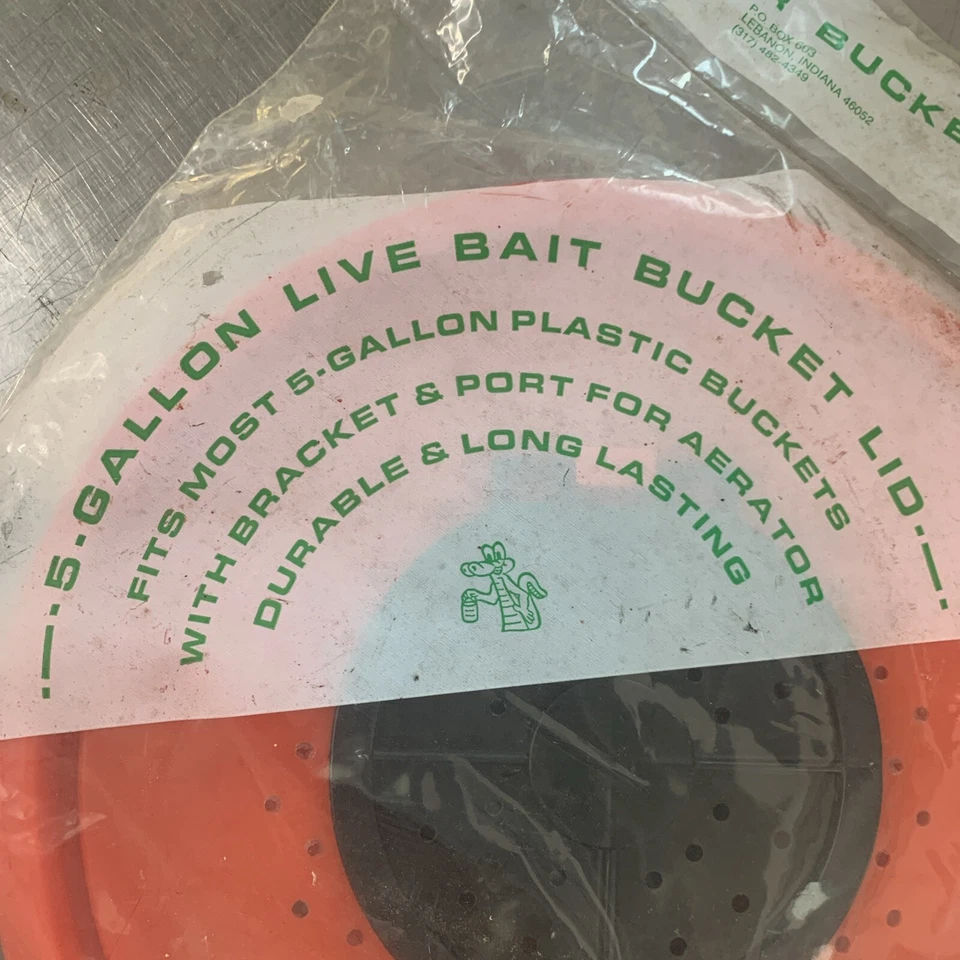 BUCKE
P.O. BOX 603
LEBANON, INDIANA 46052
(317) 482-4349
5-GALLON LIVE BAIT BUCKET LID
FITS MOST 5-GALLON PLASTIC BUCKETS
WITH BRACKET & PORT FOR AERATOR
DURABLE & LONG LASTING